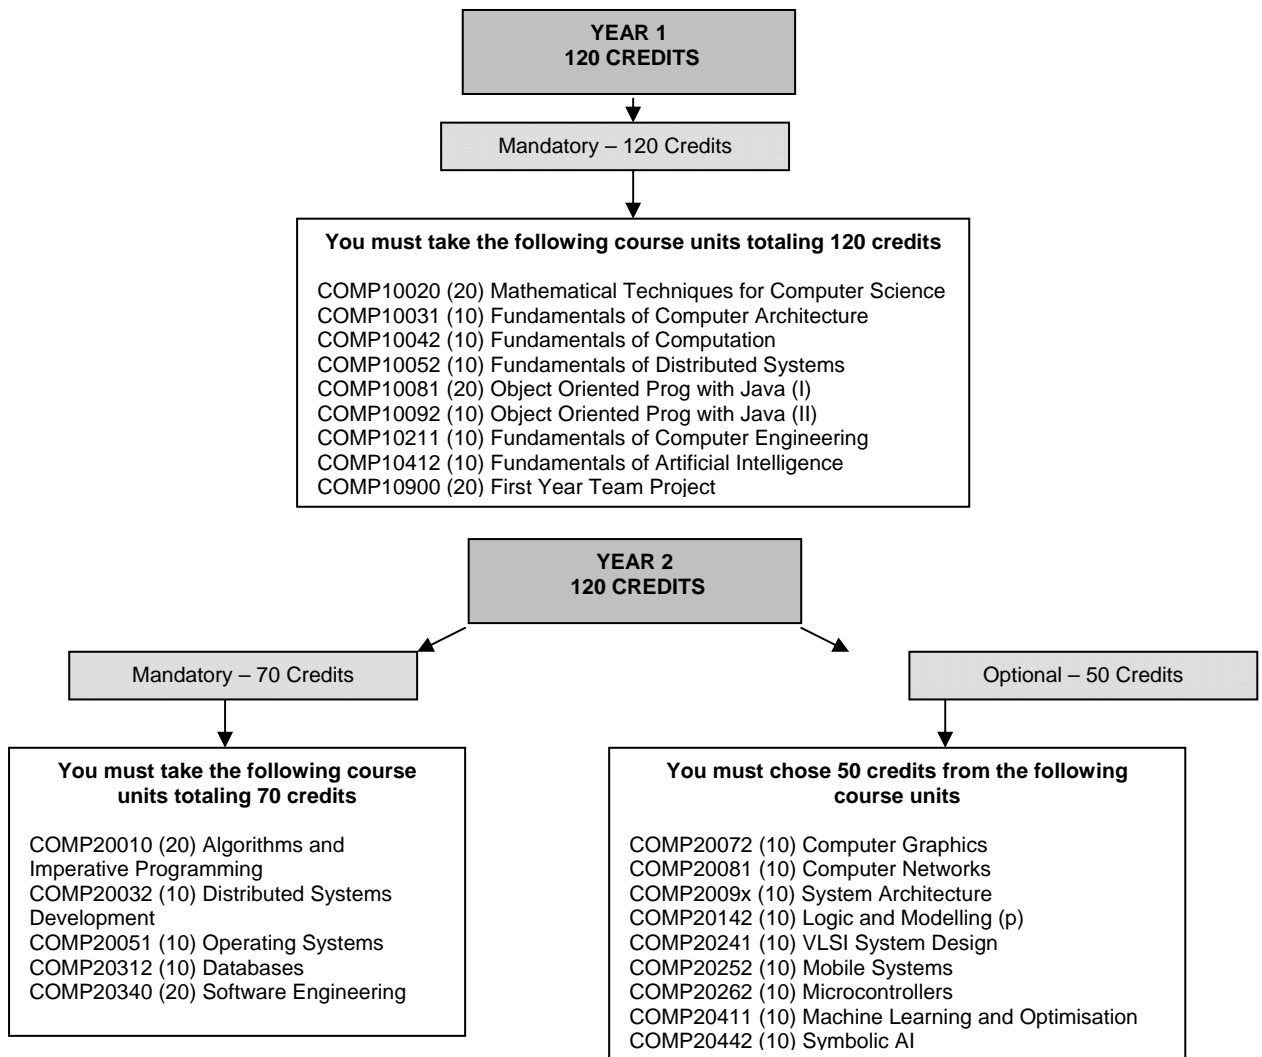 YEAR 1
120 CREDITS
Mandatory – 120 Credits
You must take the following course units totaling 120 credits
COMP10020 (20) Mathematical Techniques for Computer Science
COMP10031 (10) Fundamentals of Computer Architecture
COMP10042 (10) Fundamentals of Computation
COMP10052 (10) Fundamentals of Distributed Systems
COMP10081 (20) Object Oriented Prog with Java (I)
COMP10092 (10) Object Oriented Prog with Java (II)
COMP10211 (10) Fundamentals of Computer Engineering
COMP10412 (10) Fundamentals of Artificial Intelligence
COMP10900 (20) First Year Team Project
YEAR 2
120 CREDITS
Mandatory – 70 Credits
You must take the following course
units totaling 70 credits
COMP20010 (20) Algorithms and
Imperative Programming
COMP20032 (10) Distributed Systems
Development
COMP20051 (10) Operating Systems
COMP20312 (10) Databases
COMP20340 (20) Software Engineering
Optional – 50 Credits
You must chose 50 credits from the following
course units
COMP20072 (10) Computer Graphics
COMP20081 (10) Computer Networks
COMP2009x (10) System Architecture
COMP20142 (10) Logic and Modelling (p)
COMP20241 (10) VLSI System Design
COMP20252 (10) Mobile Systems
COMP20262 (10) Microcontrollers
COMP20411 (10) Machine Learning and Optimisation
COMP20442 (10) Symbolic AI